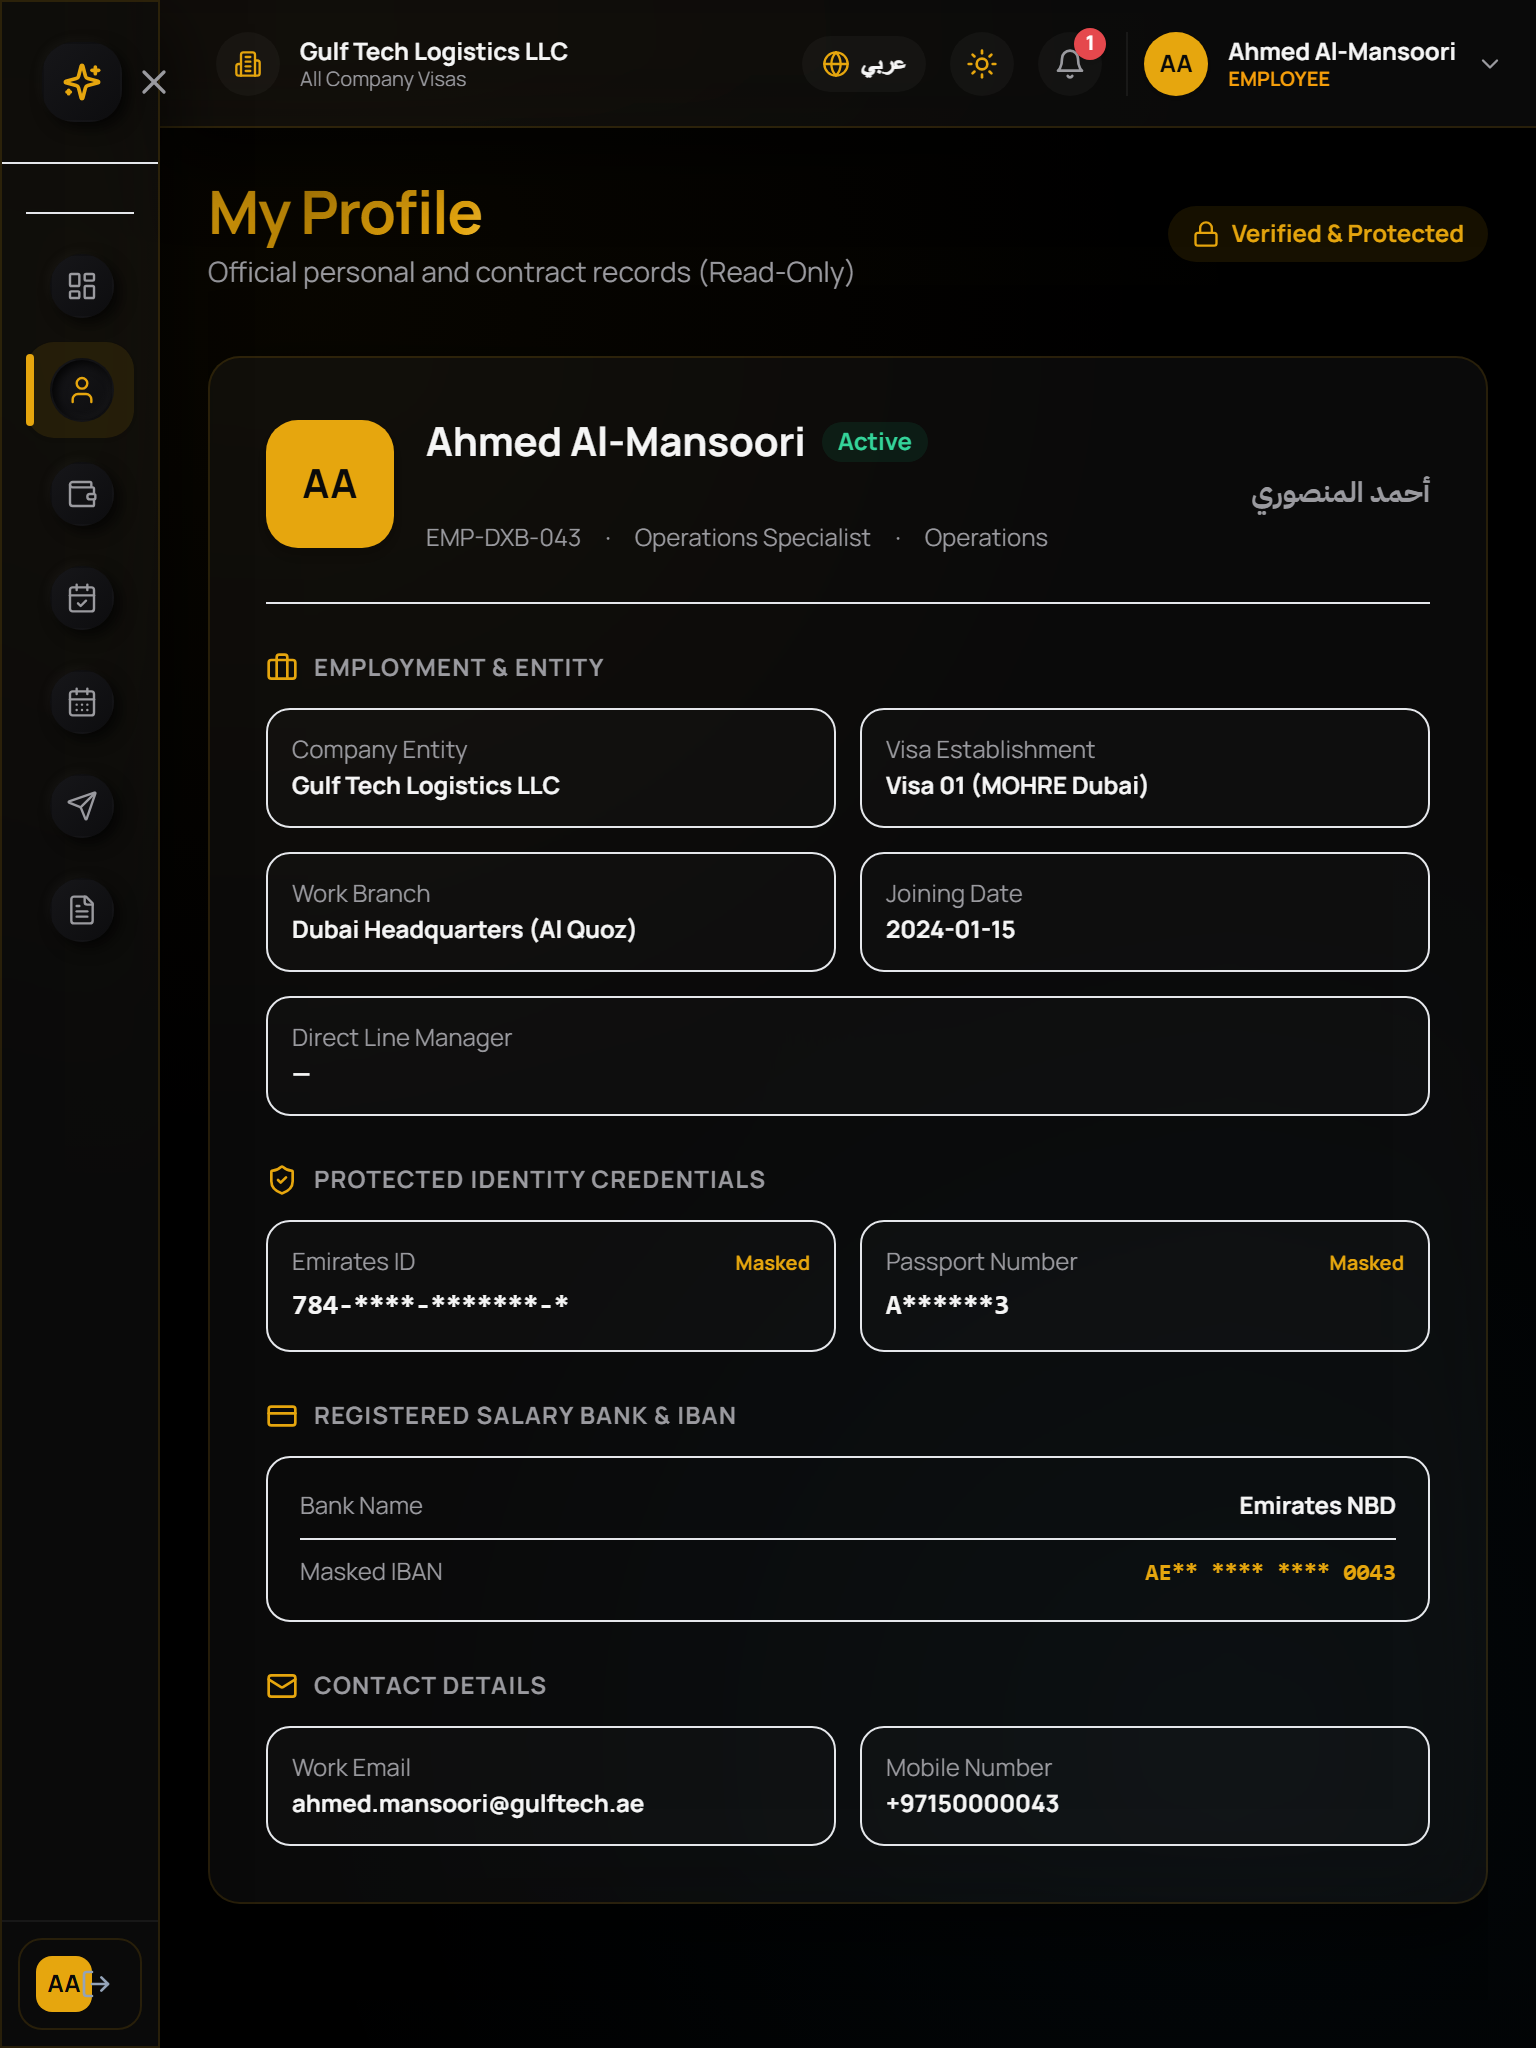 Gulf Tech Logistics LLC
All Company Visas
عربي
1
AA
Ahmed Al-Mansoori
EMPLOYEE
My Profile
Official personal and contract records (Read-Only)
Verified & Protected
AA
Ahmed Al-Mansoori
Active
أحمد المنصوري
EMP-DXB-043 · Operations Specialist · Operations
EMPLOYMENT & ENTITY
Company Entity
Gulf Tech Logistics LLC
Visa Establishment
Visa 01 (MOHRE Dubai)
Work Branch
Dubai Headquarters (Al Quoz)
Joining Date
2024-01-15
Direct Line Manager
—
PROTECTED IDENTITY CREDENTIALS
Emirates ID
Masked
784-****-*******-*
Passport Number
Masked
A******3
REGISTERED SALARY BANK & IBAN
Bank Name
Emirates NBD
Masked IBAN
AE** **** **** 0043
CONTACT DETAILS
Work Email
ahmed.mansoori@gulftech.ae
Mobile Number
+97150000043
AA